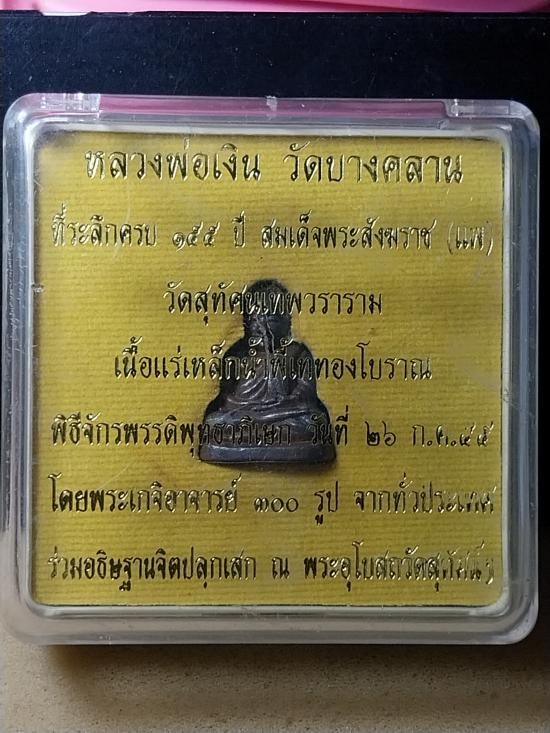 หลวงพ่อเงิน วัดบางคลาน
ที่ระลึกครบ ๑๕๕ ปี สมเด็จพระสังฆราช (แพ)
วัดสุทัศนเทพวราราม
เนื้อแร่เหล็กน้ำพี้เททองโบราณ
พิธีจักรพรรดิพุทธาภิเษก วันที่ ๒๖ ก.ค.๕๕
โดยพระเกจิอาจารย์ ๓๐๐ รูป จากทั่วประเทศ
ร่วมอธิษฐานจิตปลุกเสก ณ พระอุโบสถวัดสุทัศน์ฯ